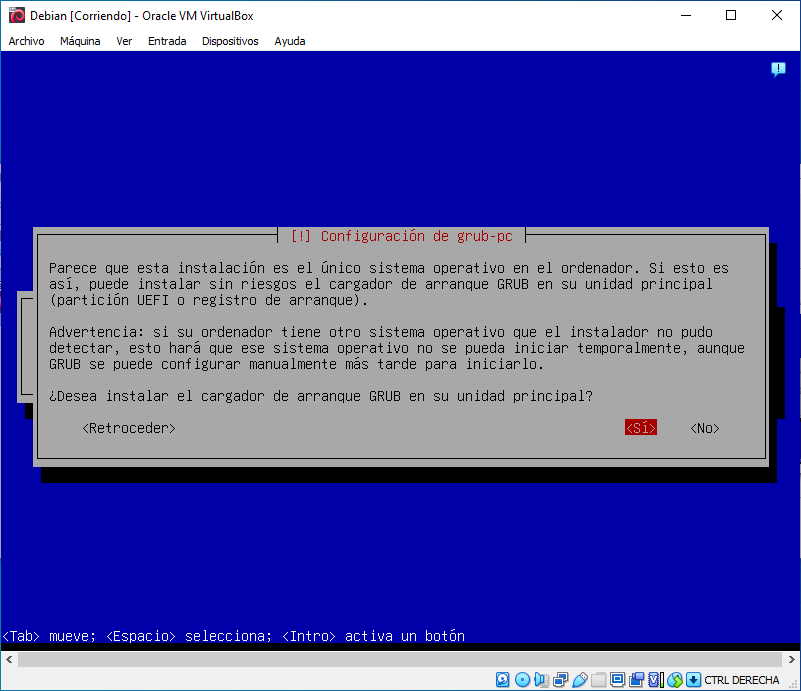 Debian [Corriendo] - Oracle VM VirtualBox
Archivo Máquina Ver Entrada Dispositivos Ayuda
[!] Configuración de grub-pc
Parece que esta instalación es el único sistema operativo en el ordenador. Si esto es
así, puede instalar sin riesgos el cargador de arranque GRUB en su unidad principal
(partición UEFI o registro de arranque).
Advertencia: si su ordenador tiene otro sistema operativo que el instalador no pudo
detectar, esto hará que ese sistema operativo no se pueda iniciar temporalmente, aunque
GRUB se puede configurar manualmente más tarde para iniciarlo.
¿Desea instalar el cargador de arranque GRUB en su unidad principal?
<Retroceder> <Sí> <No>
<Tab> mueve; <Espacio> selecciona; <Intro> activa un botón
CTRL DERECHA